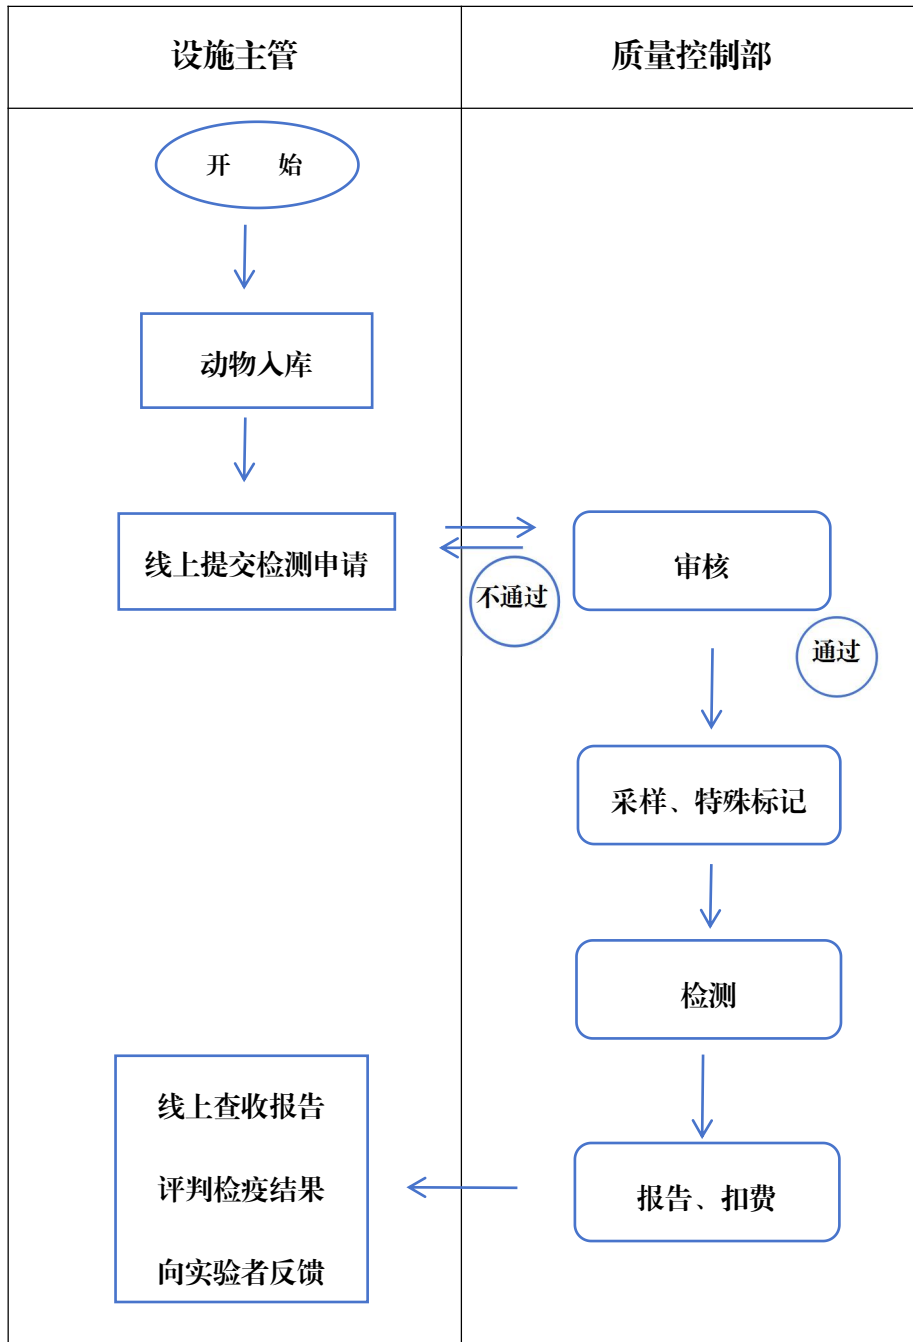 设施主管
质量控制部
开 始
动物入库
线上提交检测申请
不通过
审核
通过
采样、特殊标记
检测
报告、扣费
线上查收报告
评判检疫结果
向实验者反馈